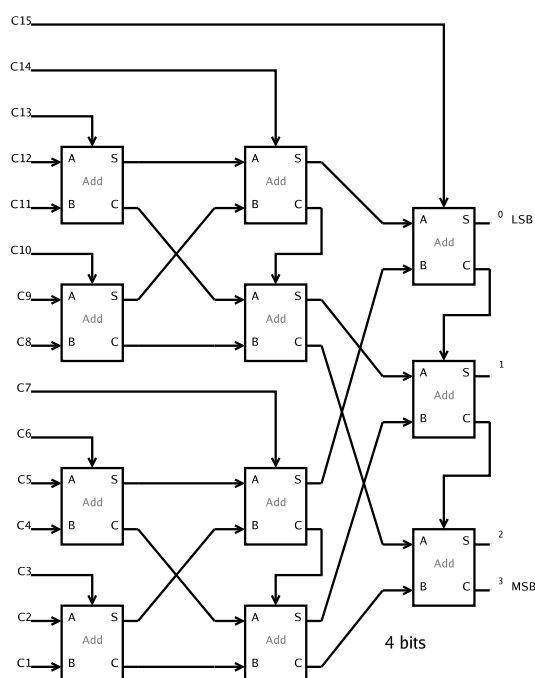 C15
C14
C13
C12 A S A S
Add Add
C11 B C B C
0 LSB
A S
Add
B C
C10
C9 A S A S
Add Add
C8 B C B C
1
A S
Add
B C
C7
C6
C5 A S A S
Add Add
C4 B C B C
2
A S
Add
3 MSB
B C
C3
C2 A S A S
Add Add
C1 B C B C
4 bits